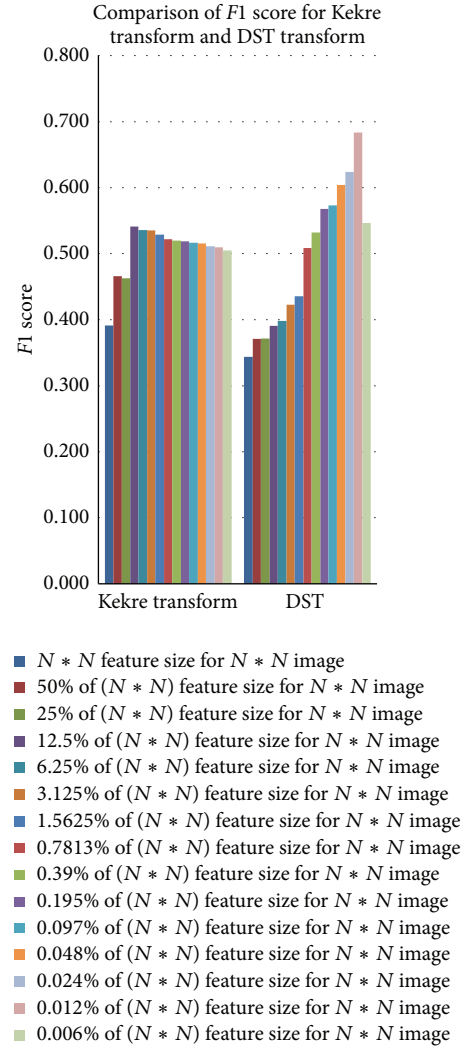 Comparison of F1 score for Kekre
transform and DST transform
0.800
0.700
0.600
0.500
0.400
0.300
0.200
0.100
0.000
F1 score
Kekre transform DST
N ∗ N feature size for N ∗ N image
50% of (N ∗ N) feature size for N ∗ N image
25% of (N ∗ N) feature size for N ∗ N image
12.5% of (N ∗ N) feature size for N ∗ N image
6.25% of (N ∗ N) feature size for N ∗ N image
3.125% of (N ∗ N) feature size for N ∗ N image
1.5625% of (N ∗ N) feature size for N ∗ N image
0.7813% of (N ∗ N) feature size for N ∗ N image
0.39% of (N ∗ N) feature size for N ∗ N image
0.195% of (N ∗ N) feature size for N ∗ N image
0.097% of (N ∗ N) feature size for N ∗ N image
0.048% of (N ∗ N) feature size for N ∗ N image
0.024% of (N ∗ N) feature size for N ∗ N image
0.012% of (N ∗ N) feature size for N ∗ N image
0.006% of (N ∗ N) feature size for N ∗ N image